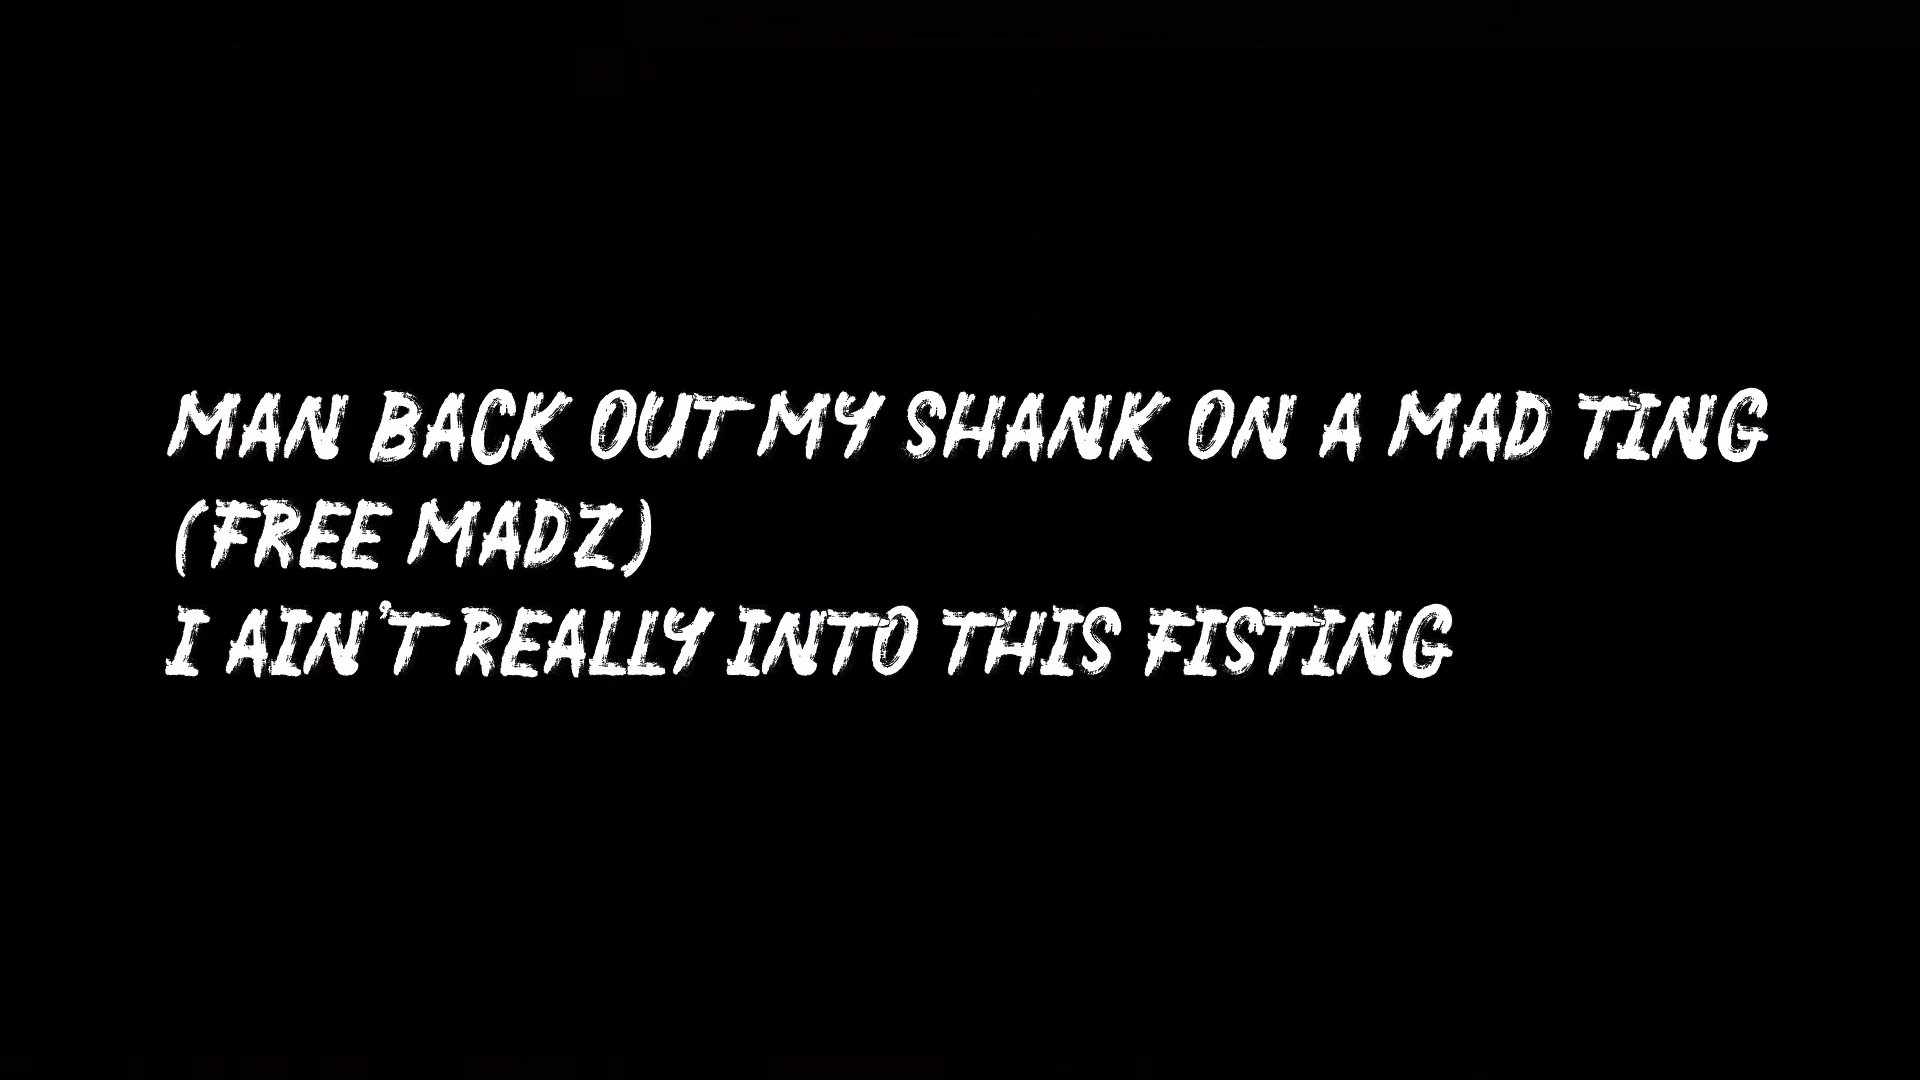 MAN BACK OUT MY SHANK ON A MAD TING
(FREE MADZ)
I AIN'T REALLY INTO THIS FISTING